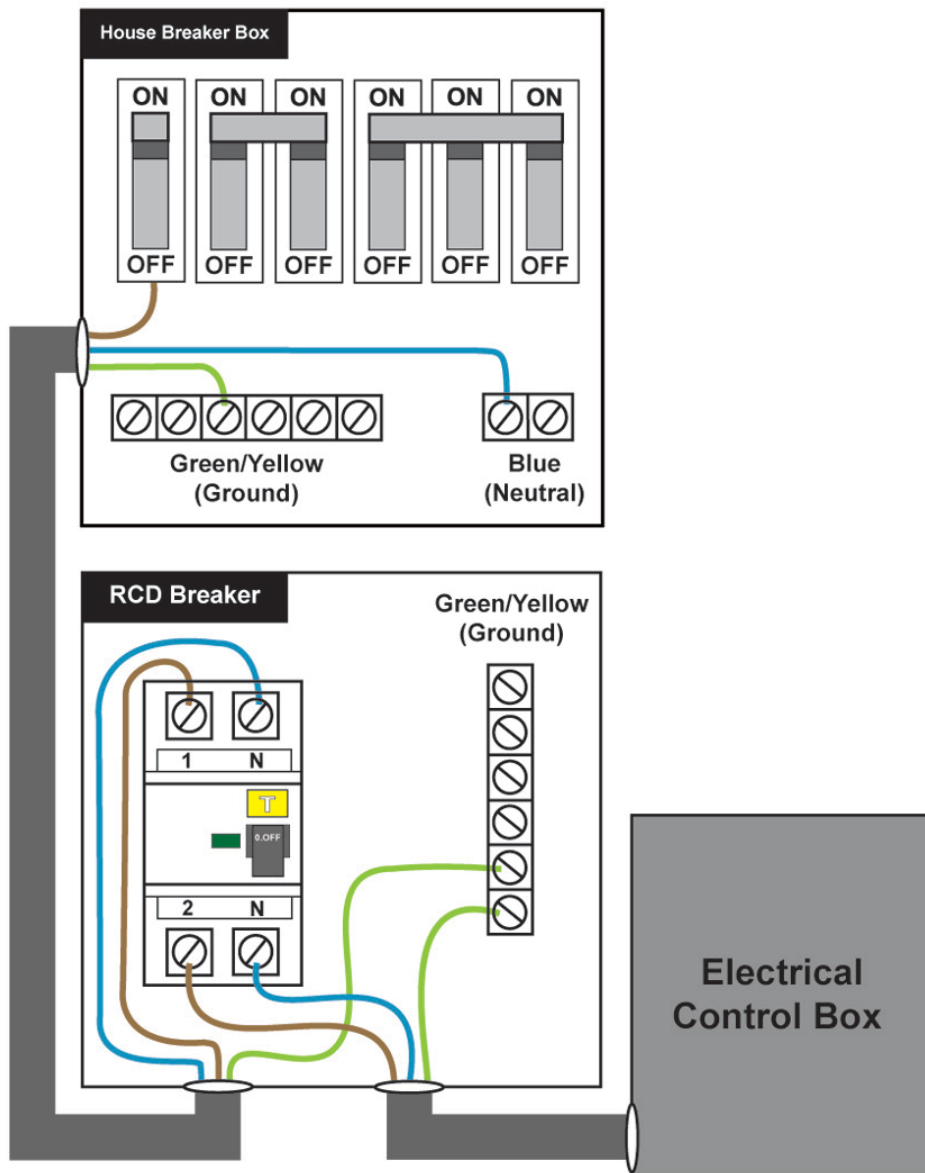 House Breaker Box
ON ON ON ON ON ON
OFF OFF OFF OFF OFF OFF
Green/Yellow
(Ground)
Blue
(Neutral)
RCD Breaker
Green/Yellow
(Ground)
1 N
T
0.OFF
2 N
Electrical
Control Box